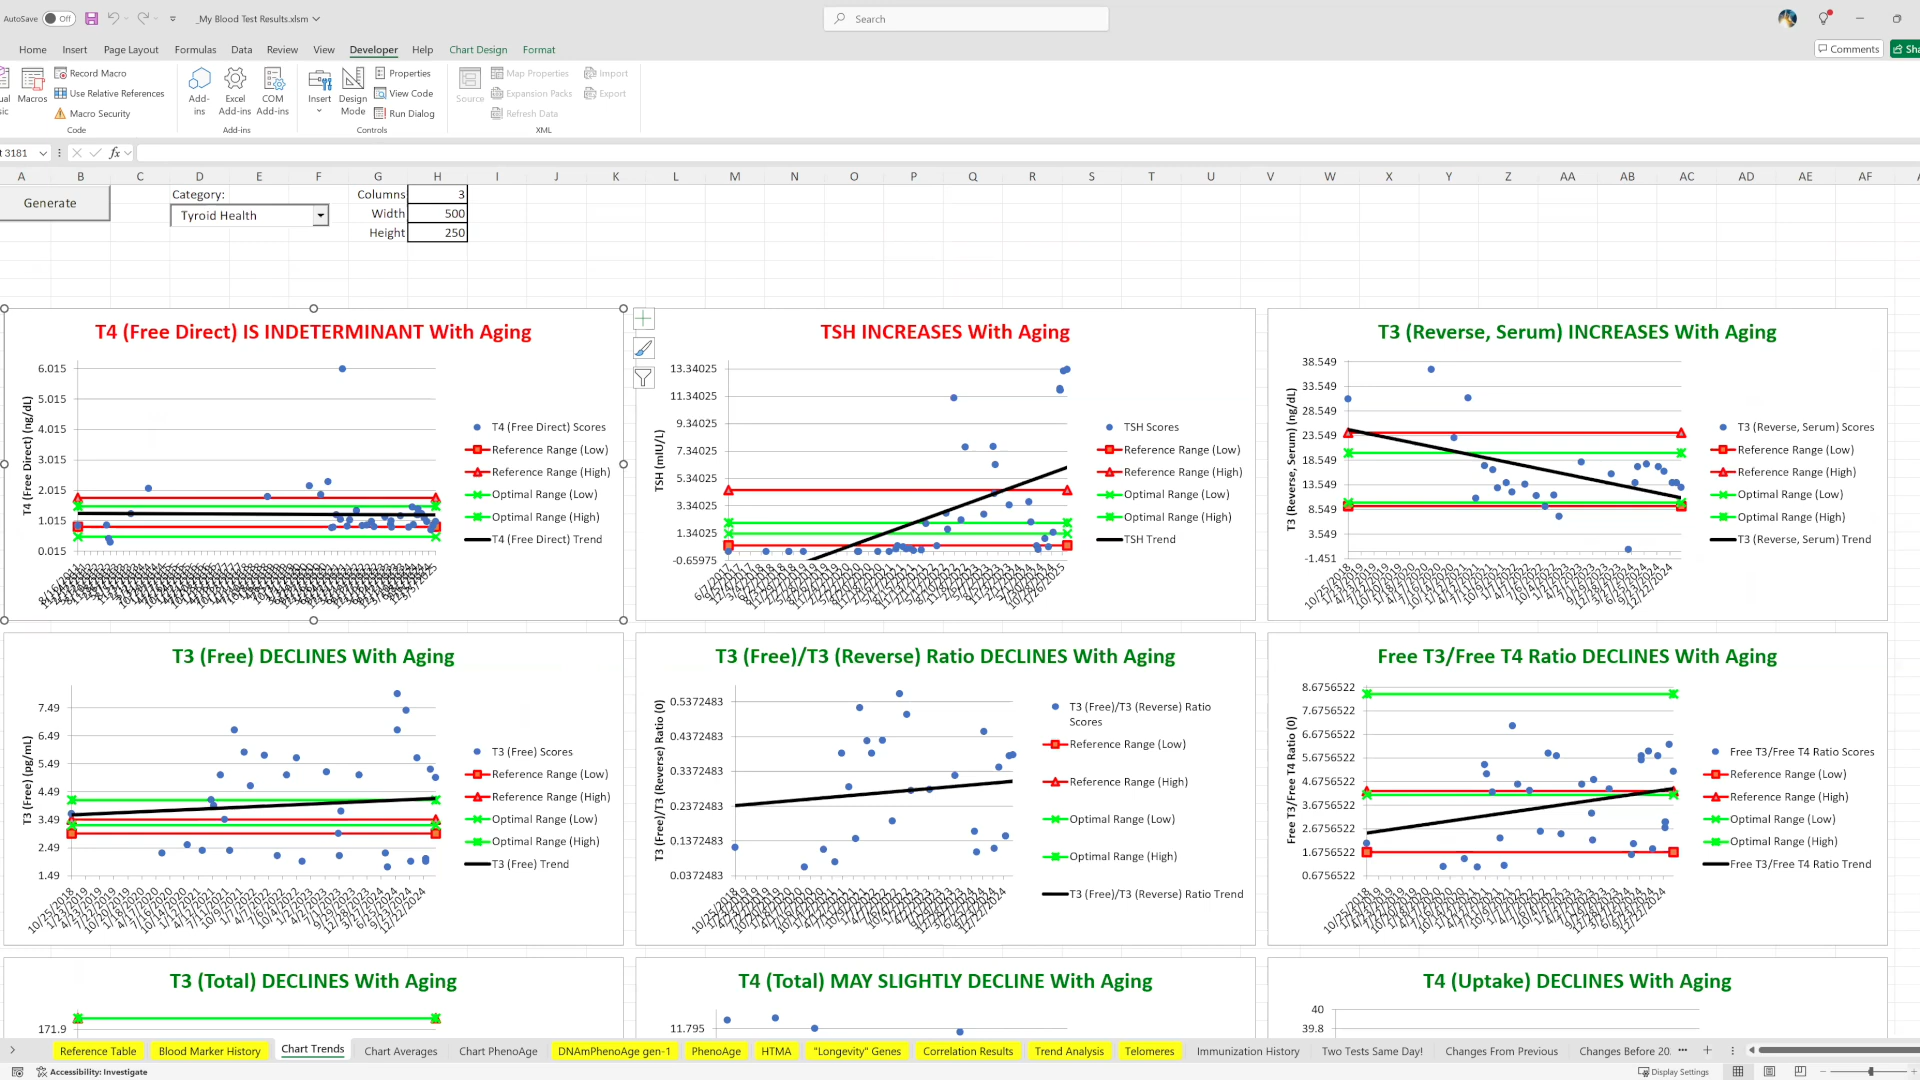 AutoSave Off _My Blood Test Results.xlsm Search
Home Insert Page Layout Formulas Data Review View Developer Help Chart Design Format Comments Sha
Record Macro Properties Map Properties Import
Use Relative References View Code Expansion Packs Export
Macro Security Run Dialog Refresh Data
Macros Add-ins Excel Add-ins COM Add-ins Insert Design Mode Source
Code Add-ins Controls XML
3181 fx
A B C D E F G H I J K L M N O P Q R S T U V W X Y Z AA AB AC AD AE AF
Generate Category: Columns 3
Tyroid Health Width 500
Height 250
T4 (Free Direct) IS INDETERMINANT With Aging
T4 (Free Direct) (ng/dL)
6.015
5.015
4.015
3.015
2.015
1.015
0.015
T4 (Free Direct) Scores
Reference Range (Low)
Reference Range (High)
Optimal Range (Low)
Optimal Range (High)
T4 (Free Direct) Trend
TSH INCREASES With Aging
TSH (mIU/L)
13.34025
11.34025
9.34025
7.34025
5.34025
3.34025
1.34025
-0.65975
TSH Scores
Reference Range (Low)
Reference Range (High)
Optimal Range (Low)
Optimal Range (High)
TSH Trend
T3 (Reverse, Serum) INCREASES With Aging
T3 (Reverse, Serum) (ng/dL)
38.549
33.549
28.549
23.549
18.549
13.549
8.549
3.549
-1.451
T3 (Reverse, Serum) Scores
Reference Range (Low)
Reference Range (High)
Optimal Range (Low)
Optimal Range (High)
T3 (Reverse, Serum) Trend
T3 (Free) DECLINES With Aging
T3 (Free) (pg/mL)
7.49
6.49
5.49
4.49
3.49
2.49
1.49
T3 (Free) Scores
Reference Range (Low)
Reference Range (High)
Optimal Range (Low)
Optimal Range (High)
T3 (Free) Trend
T3 (Free)/T3 (Reverse) Ratio DECLINES With Aging
T3 (Free)/T3 (Reverse) Ratio (0)
0.5372483
0.4372483
0.3372483
0.2372483
0.1372483
0.0372483
T3 (Free)/T3 (Reverse) Ratio
Scores
Reference Range (Low)
Reference Range (High)
Optimal Range (Low)
Optimal Range (High)
T3 (Free)/T3 (Reverse) Ratio Trend
Free T3/Free T4 Ratio DECLINES With Aging
Free T3/Free T4 Ratio (0)
8.6756522
7.6756522
6.6756522
5.6756522
4.6756522
3.6756522
2.6756522
1.6756522
0.6756522
Free T3/Free T4 Ratio Scores
Reference Range (Low)
Reference Range (High)
Optimal Range (Low)
Optimal Range (High)
Free T3/Free T4 Ratio Trend
T3 (Total) DECLINES With Aging
171.9
T4 (Total) MAY SLIGHTLY DECLINE With Aging
11.795
T4 (Uptake) DECLINES With Aging
40
39.8
Reference Table Blood Marker History Chart Trends Chart Averages Chart PhenoAge DNAmPhenoAge gen-1 PhenoAge HTMA "Longevity" Genes Correlation Results Trend Analysis Telomeres Immunization History Two Tests Same Day! Changes From Previous Changes Before 20
Accessibility: Investigate Display Settings